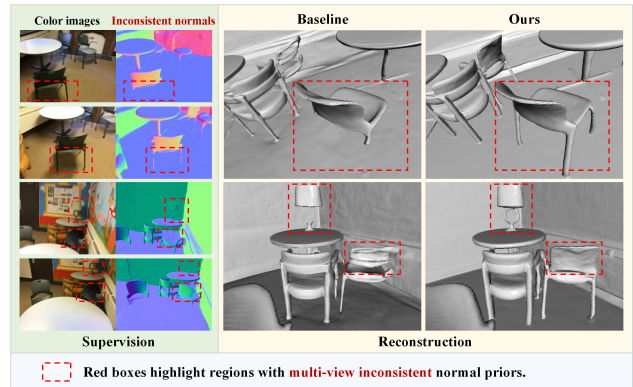 Color images
Inconsistent normals
Baseline
Ours
Supervision
Reconstruction
Red boxes highlight regions with multi-view inconsistent normal priors.